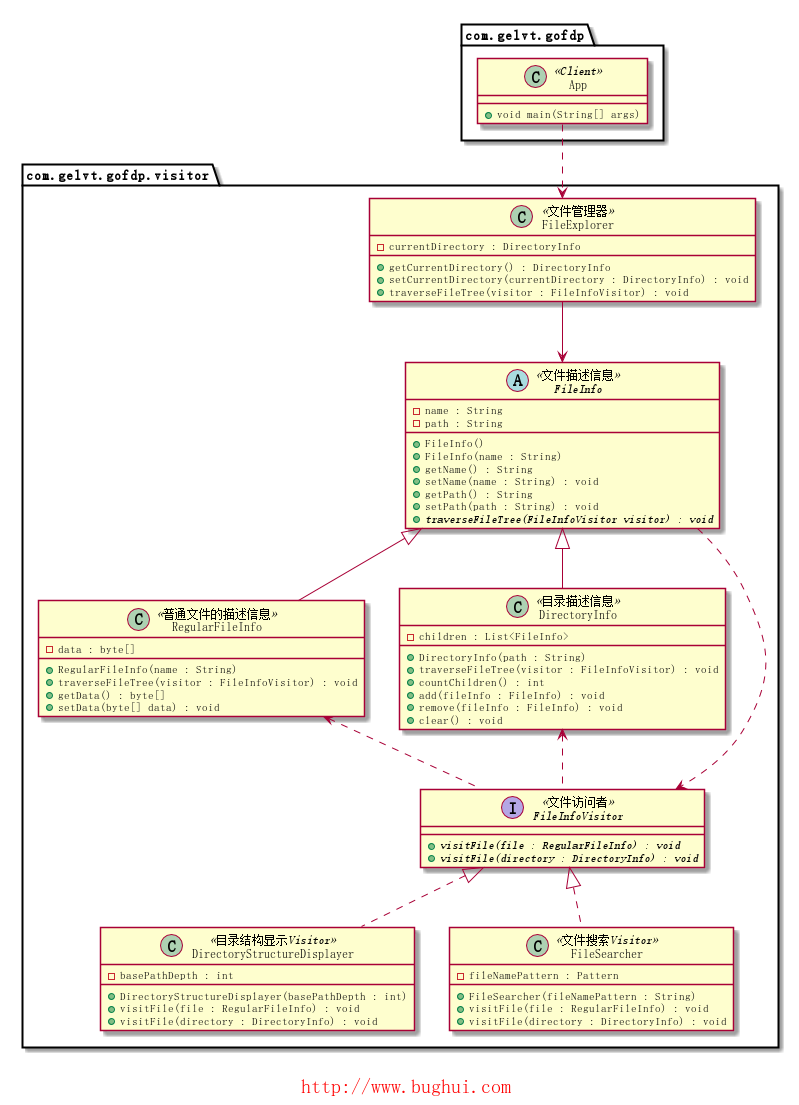 com.gelvt.gofdp
C
«Client»
App
void main(String[] args)
com.gelvt.gofdp.visitor
C
«文件管理器»
FileExplorer
currentDirectory : DirectoryInfo
getCurrentDirectory() : DirectoryInfo
setCurrentDirectory(currentDirectory : DirectoryInfo) : void
traverseFileTree(visitor : FileInfoVisitor) : void
A
«文件描述信息»
FileInfo
name : String
path : String
FileInfo()
FileInfo(name : String)
getName() : String
setName(name : String) : void
getPath() : String
setPath(path : String) : void
traverseFileTree(FileInfoVisitor visitor) : void
C
«普通文件的描述信息»
RegularFileInfo
data : byte[]
RegularFileInfo(name : String)
traverseFileTree(visitor : FileInfoVisitor) : void
getData() : byte[]
setData(byte[] data) : void
C
«目录描述信息»
DirectoryInfo
children : List<FileInfo>
DirectoryInfo(path : String)
traverseFileTree(visitor : FileInfoVisitor) : void
countChildren() : int
add(fileInfo : FileInfo) : void
remove(fileInfo : FileInfo) : void
clear() : void
I
«文件访问者»
FileInfoVisitor
visitFile(file : RegularFileInfo) : void
visitFile(directory : DirectoryInfo) : void
C
«目录结构显示Visitor»
DirectoryStructureDisplayer
basePathDepth : int
DirectoryStructureDisplayer(basePathDepth : int)
visitFile(file : RegularFileInfo) : void
visitFile(directory : DirectoryInfo) : void
C
«文件搜索Visitor»
FileSearcher
fileNamePattern : Pattern
FileSearcher(fileNamePattern : String)
visitFile(file : RegularFileInfo) : void
visitFile(directory : DirectoryInfo) : void
http://www.bughui.com